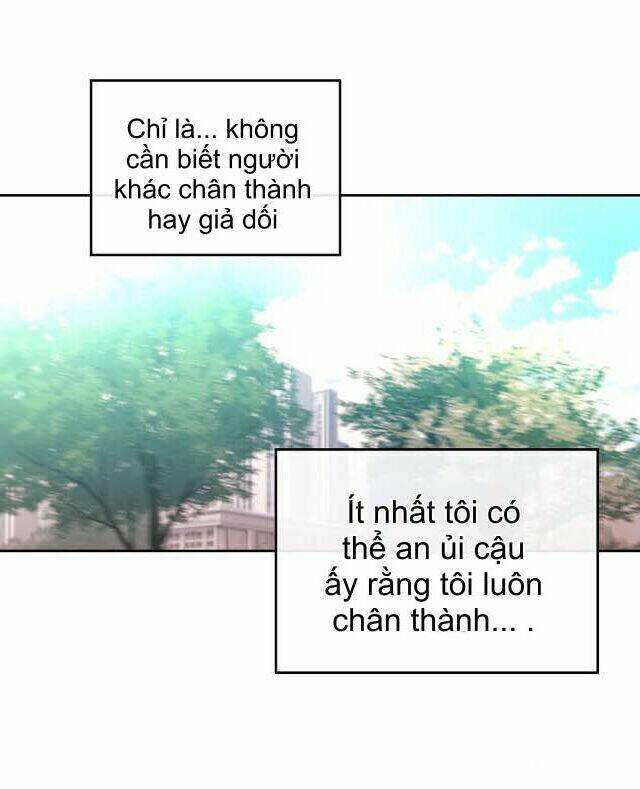 Chỉ là... không
cần biết người
khác chân thành
hay giả dối
Ít nhất tôi có
thể an ủi cậu
ấy rằng tôi luôn
chân thành... .